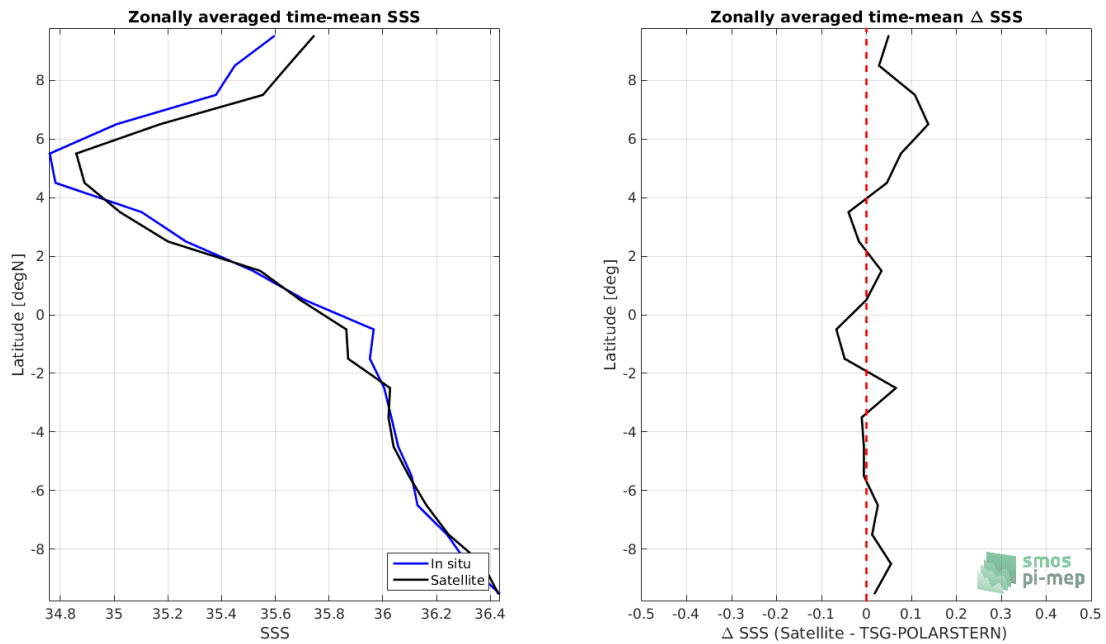 Zonally averaged time-mean SSS
Latitude [degN]
8
6
4
2
0
-2
-4
-6
-8
34.8 35 35.2 35.4 35.6 35.8 36 36.2 36.4
SSS
In situ
Satellite
Zonally averaged time-mean Δ SSS
Latitude [deg]
8
6
4
2
0
-2
-4
-6
-8
-0.5 -0.4 -0.3 -0.2 -0.1 0 0.1 0.2 0.3 0.4 0.5
Δ SSS (Satellite - TSG-POLARSTERN)
smos
pi-mep